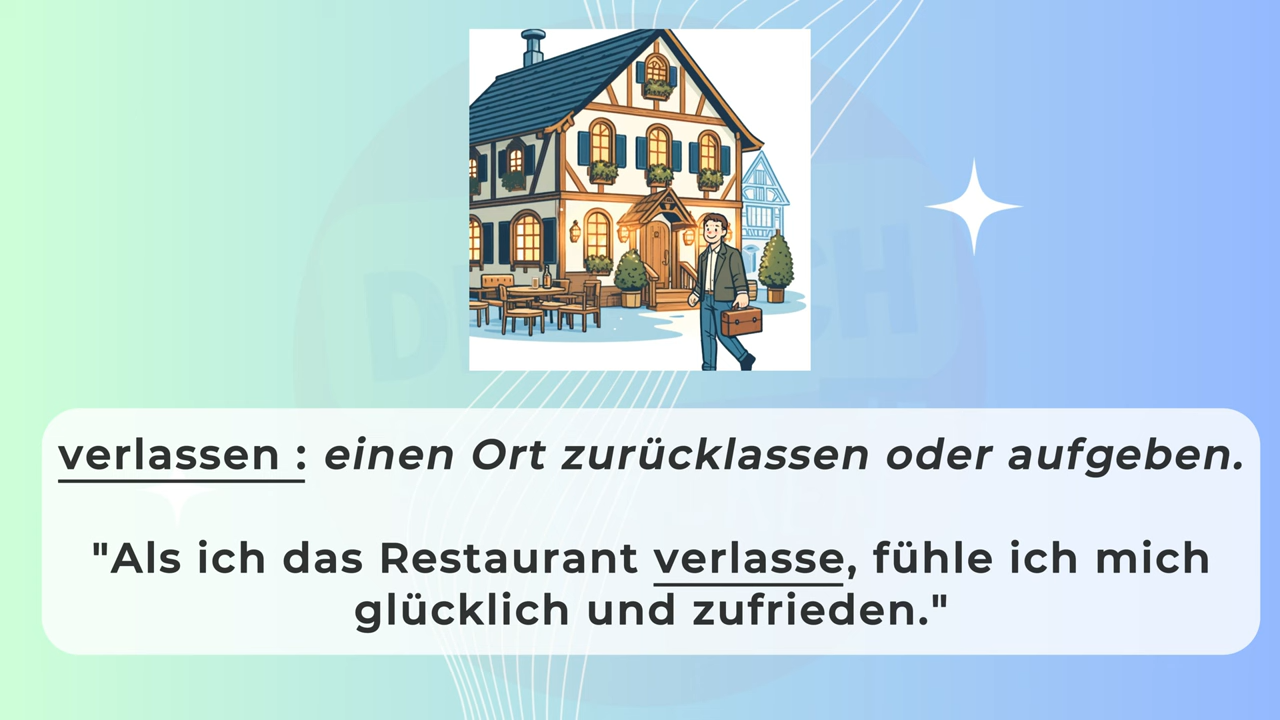 verlassen : einen Ort zurücklassen oder aufgeben.
"Als ich das Restaurant verlasse, fühle ich mich
glücklich und zufrieden."